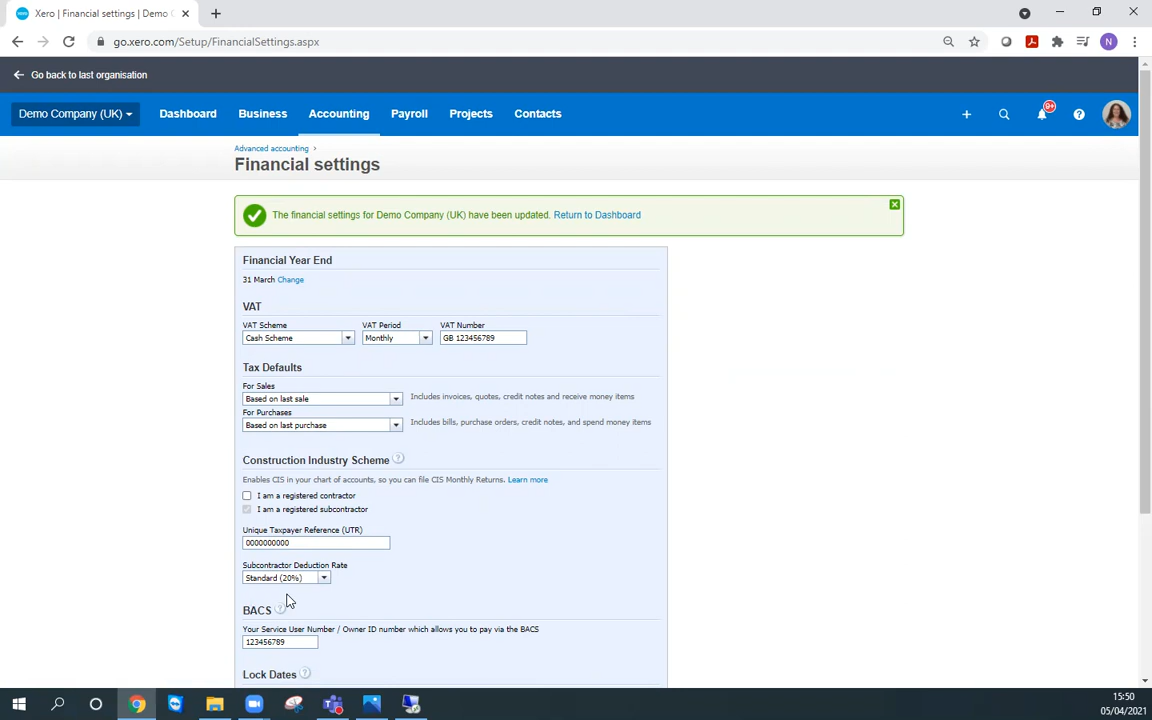 Xero | Financial settings | Demo C
go.xero.com/Setup/FinancialSettings.aspx
N
Go back to last organisation
Demo Company (UK) Dashboard Business Accounting Payroll Projects Contacts
9+
Advanced accounting ›
Financial settings
The financial settings for Demo Company (UK) have been updated. Return to Dashboard
Financial Year End
31 March Change
VAT
VAT Scheme VAT Period VAT Number
Cash Scheme Monthly GB 123456789
Tax Defaults
For Sales
Based on last sale Includes invoices, quotes, credit notes and receive money items
For Purchases
Based on last purchase Includes bills, purchase orders, credit notes, and spend money items
Construction Industry Scheme ?
Enables CIS in your chart of accounts, so you can file CIS Monthly Returns. Learn more
I am a registered contractor
I am a registered subcontractor
Unique Taxpayer Reference (UTR)
0000000000
Subcontractor Deduction Rate
Standard (20%)
BACS ?
Your Service User Number / Owner ID number which allows you to pay via the BACS
123456789
Lock Dates ?
15:50
05/04/2021